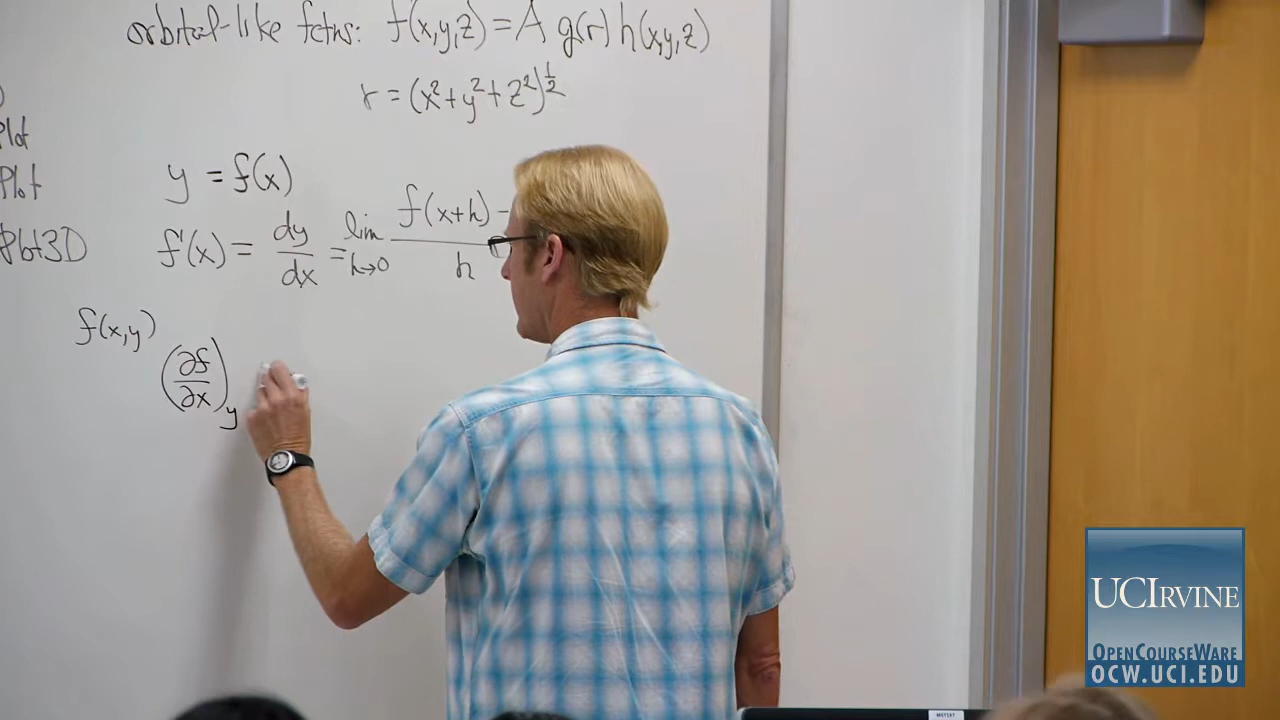 orbital-like fctns: f(x,y,z) = A g(r) h(x,y,z)
r = (x²+y²+z²)^½
Plot
Plot
Plot3D
y = f(x)
f'(x) = dy/dx = lim h→0 f(x+h) - / h
f(x,y)
(∂f/∂x)y
UCIRVINE
OPENCOURSEWARE
OCW.UCI.EDU